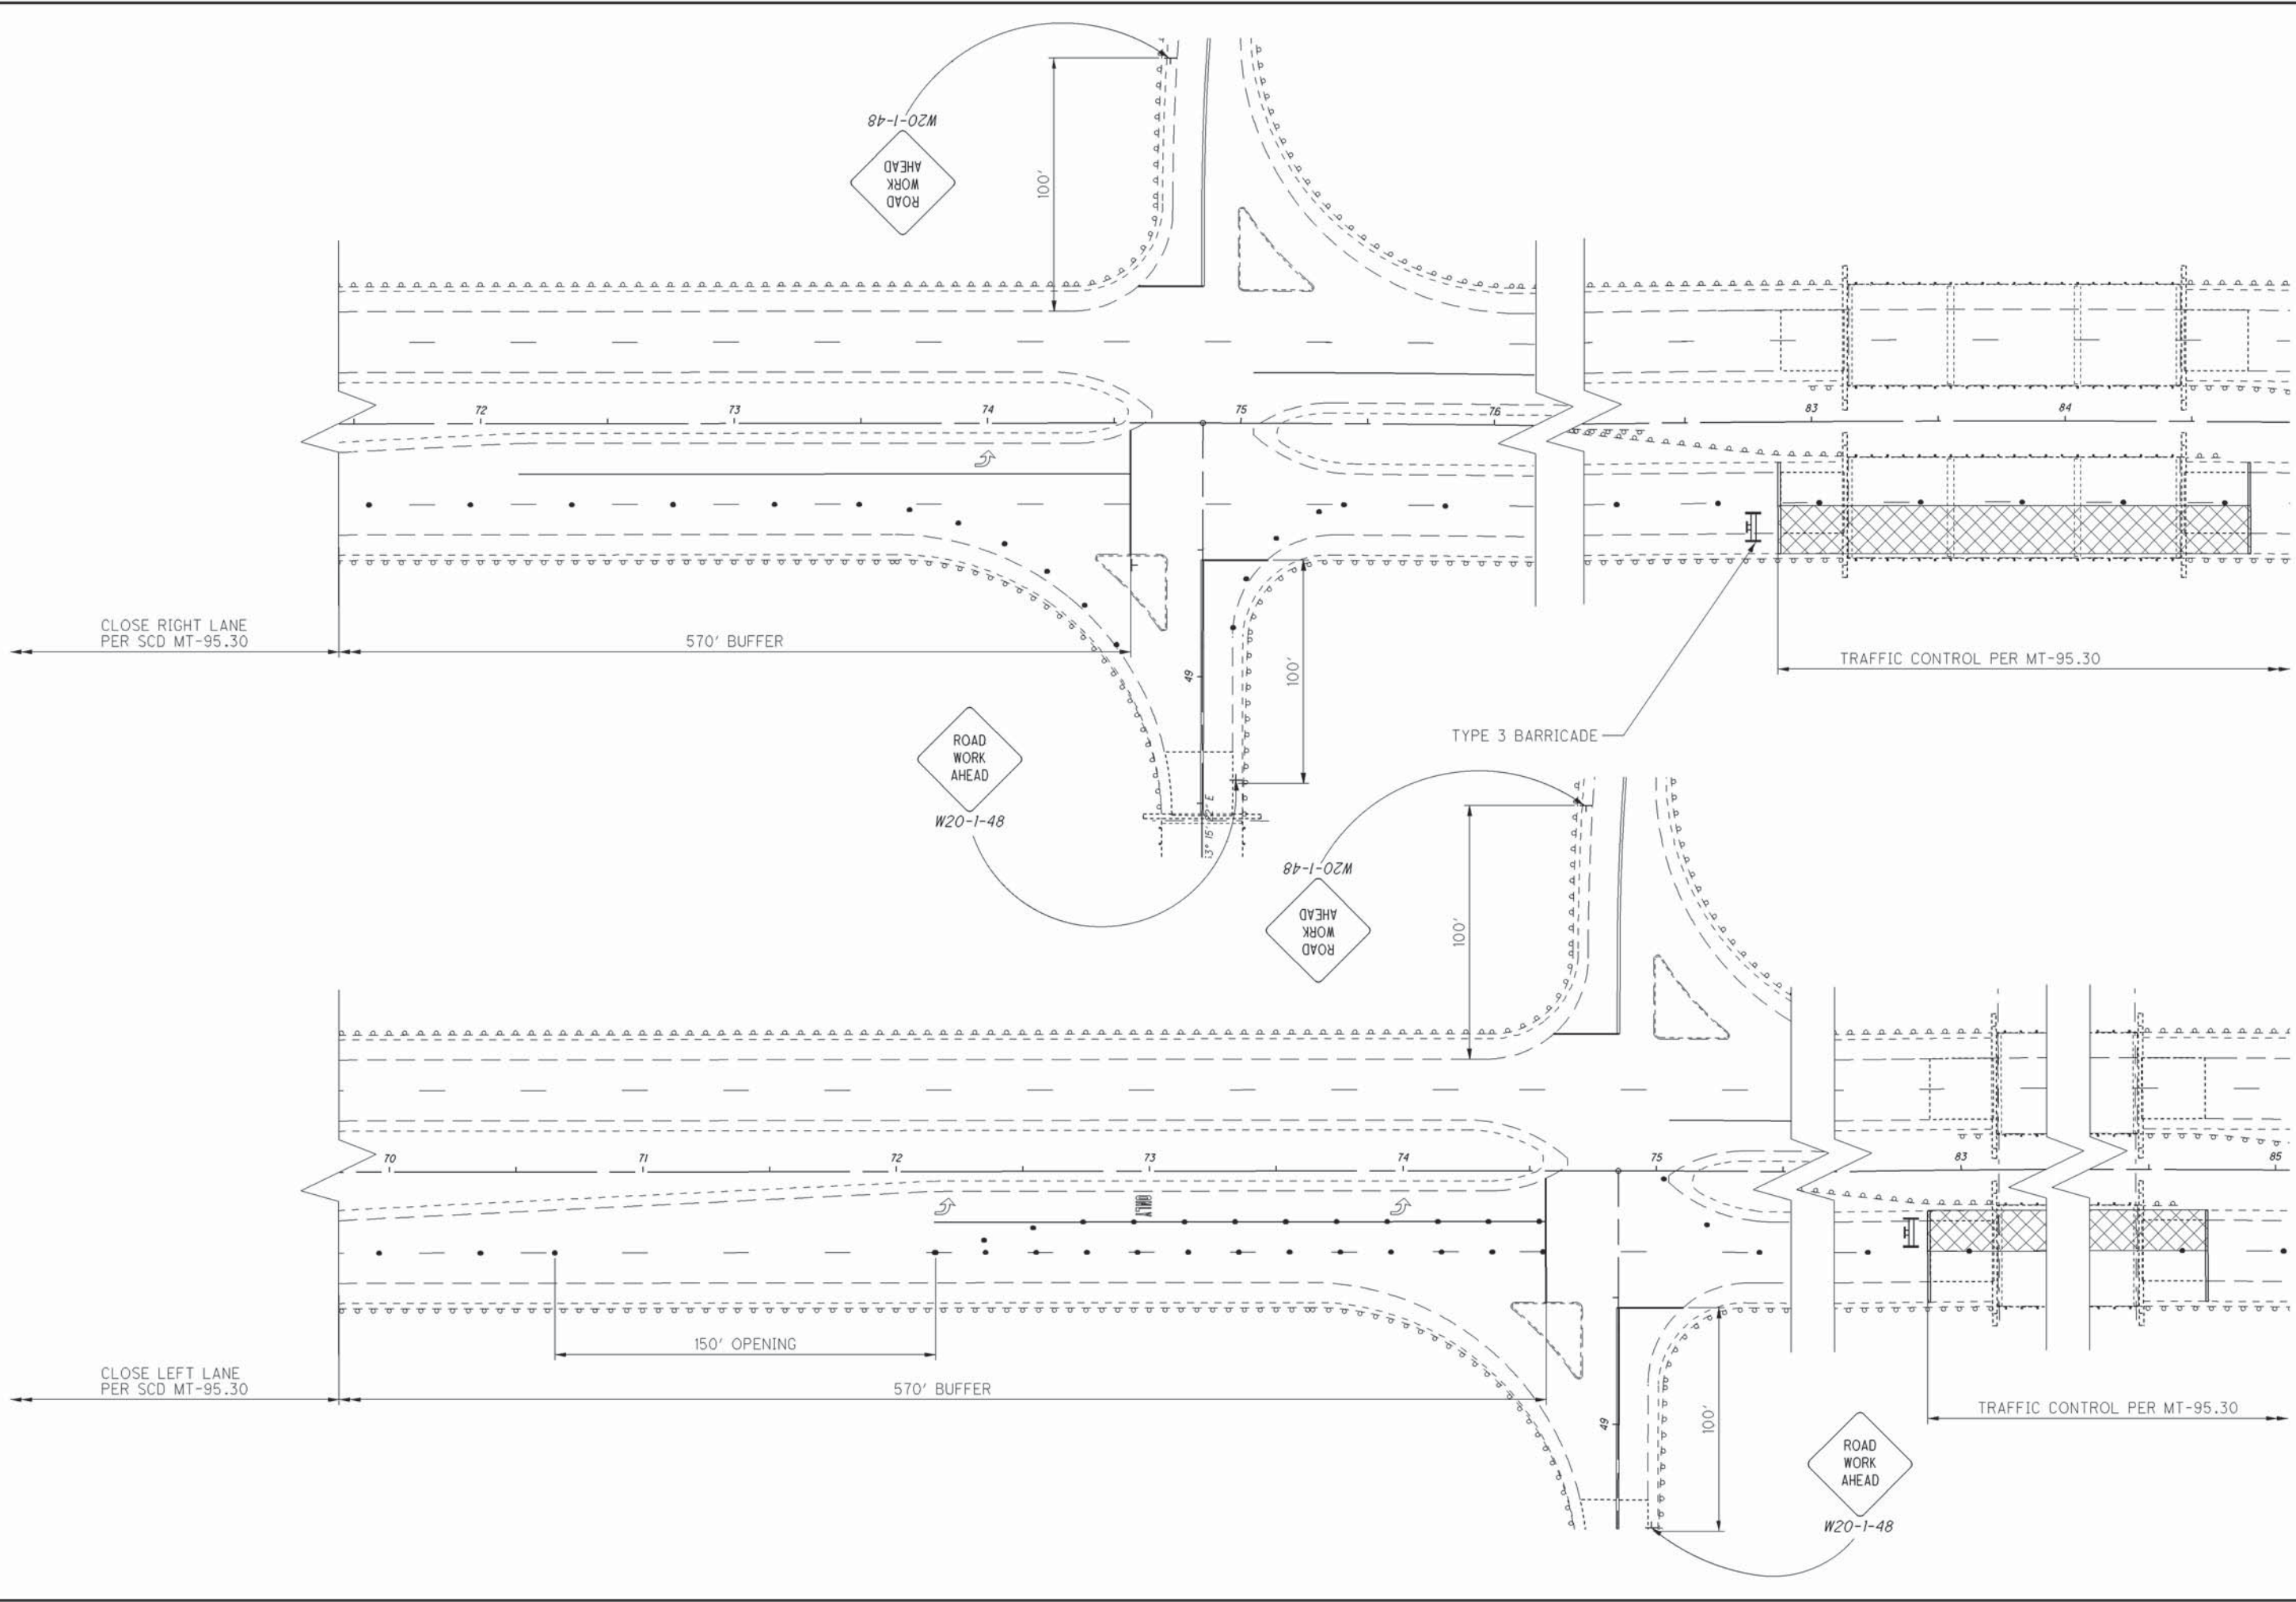 W20-1-48
ROAD
WORK
AHEAD
100'
72
73
74
75
76
83
84
CLOSE RIGHT LANE
PER SCD MT-95.30
570' BUFFER
TRAFFIC CONTROL PER MT-95.30
49
100'
TYPE 3 BARRICADE
ROAD
WORK
AHEAD
W20-1-48
W20-1-48
ROAD
WORK
AHEAD
100'
70
71
72
73
74
75
83
85
ONLY
150' OPENING
CLOSE LEFT LANE
PER SCD MT-95.30
570' BUFFER
49
100'
TRAFFIC CONTROL PER MT-95.30
ROAD
WORK
AHEAD
W20-1-48